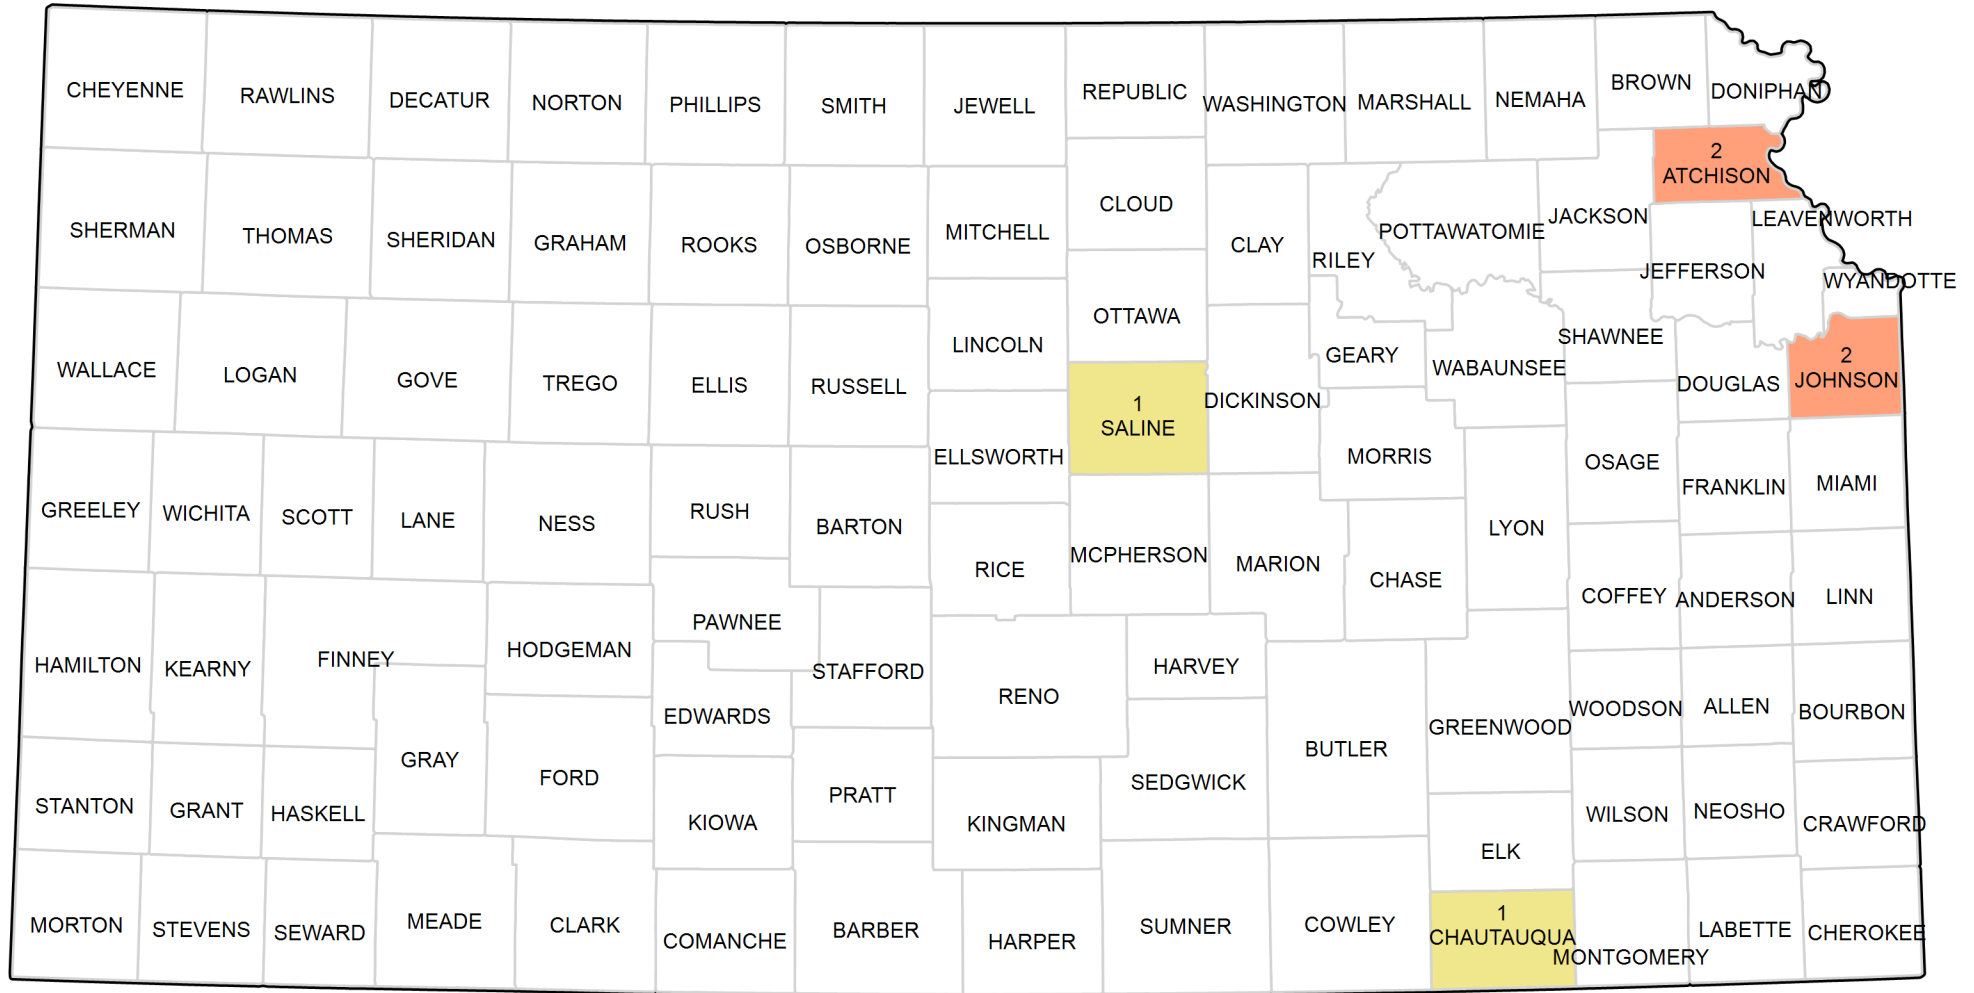 CHEYENNE
RAWLINS
DECATUR
NORTON
PHILLIPS
SMITH
JEWELL
REPUBLIC
WASHINGTON
MARSHALL
NEMAHA
BROWN
DONIPHAN
2
ATCHISON
SHERMAN
THOMAS
SHERIDAN
GRAHAM
ROOKS
OSBORNE
MITCHELL
CLOUD
CLAY
RILEY
POTTAWATOMIE
JACKSON
JEFFERSON
LEAVENWORTH
WYANDOTTE
OTTAWA
WALLACE
LOGAN
GOVE
TREGO
ELLIS
RUSSELL
LINCOLN
1
SALINE
DICKINSON
GEARY
WABAUNSEE
SHAWNEE
DOUGLAS
2
JOHNSON
ELLSWORTH
MORRIS
OSAGE
FRANKLIN
MIAMI
GREELEY
WICHITA
SCOTT
LANE
NESS
RUSH
BARTON
RICE
MCPHERSON
MARION
CHASE
LYON
COFFEY
ANDERSON
LINN
HAMILTON
KEARNY
FINNEY
HODGEMAN
PAWNEE
STAFFORD
RENO
HARVEY
EDWARDS
GREENWOOD
WOODSON
ALLEN
BOURBON
GRAY
FORD
BUTLER
SEDGWICK
STANTON
GRANT
HASKELL
KIOWA
PRATT
KINGMAN
WILSON
NEOSHO
CRAWFORD
ELK
MORTON
STEVENS
SEWARD
MEADE
CLARK
COMANCHE
BARBER
HARPER
SUMNER
COWLEY
1
CHAUTAUQUA
MONTGOMERY
LABETTE
CHEROKEE